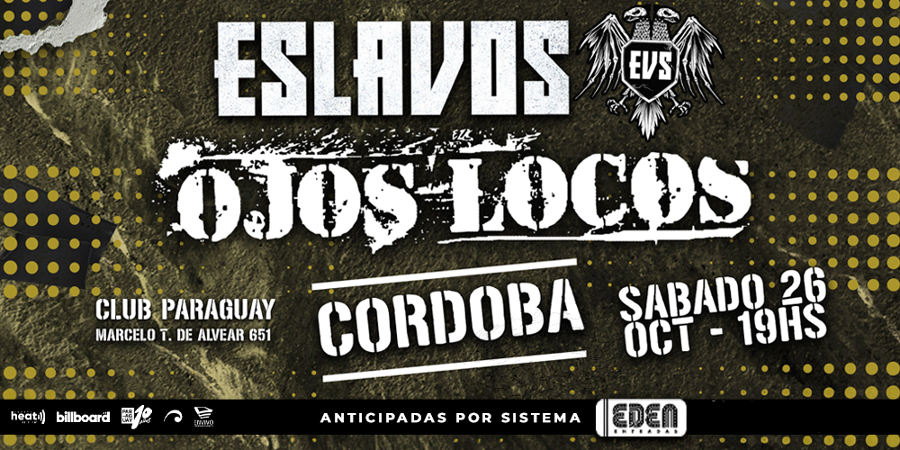 ESLAVOS
EVS
OJOS LOCOS
CLUB PARAGUAY
MARCELO T. DE ALVEAR 651
CORDOBA
SABADO 26
OCT - 19HS
heat
billboard
ANTICIPADAS POR SISTEMA
EDEN
ENTRADAS